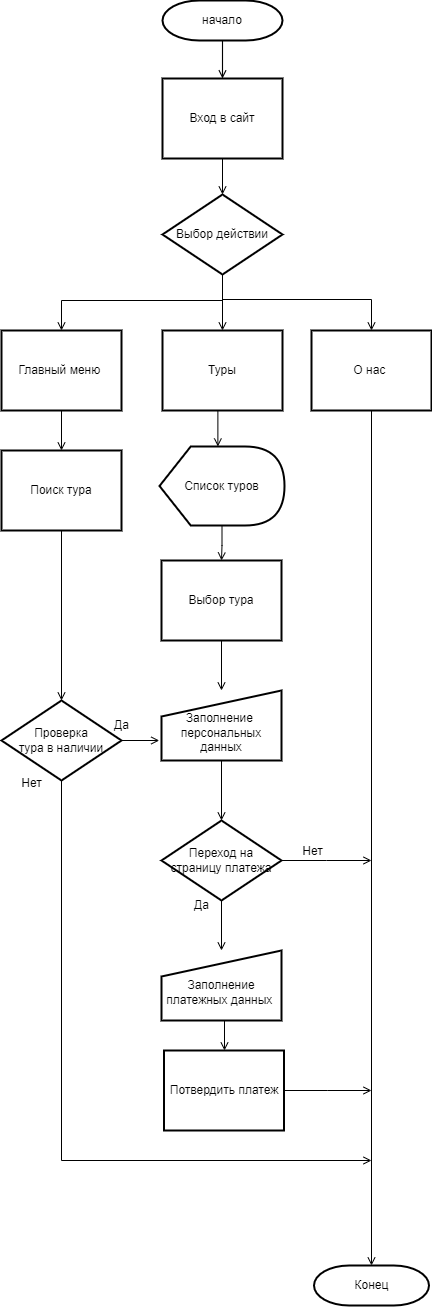 начало
Вход в сайт
Выбор действии
Главный меню
Туры
О нас
Поиск тура
Список туров
Выбор тура
Проверка
тура в наличии
Да
Нет
Заполнение
персональных
данных
Переход на
страницу платежа
Нет
Да
Заполнение
платежных данных
Потвердить платеж
Конец